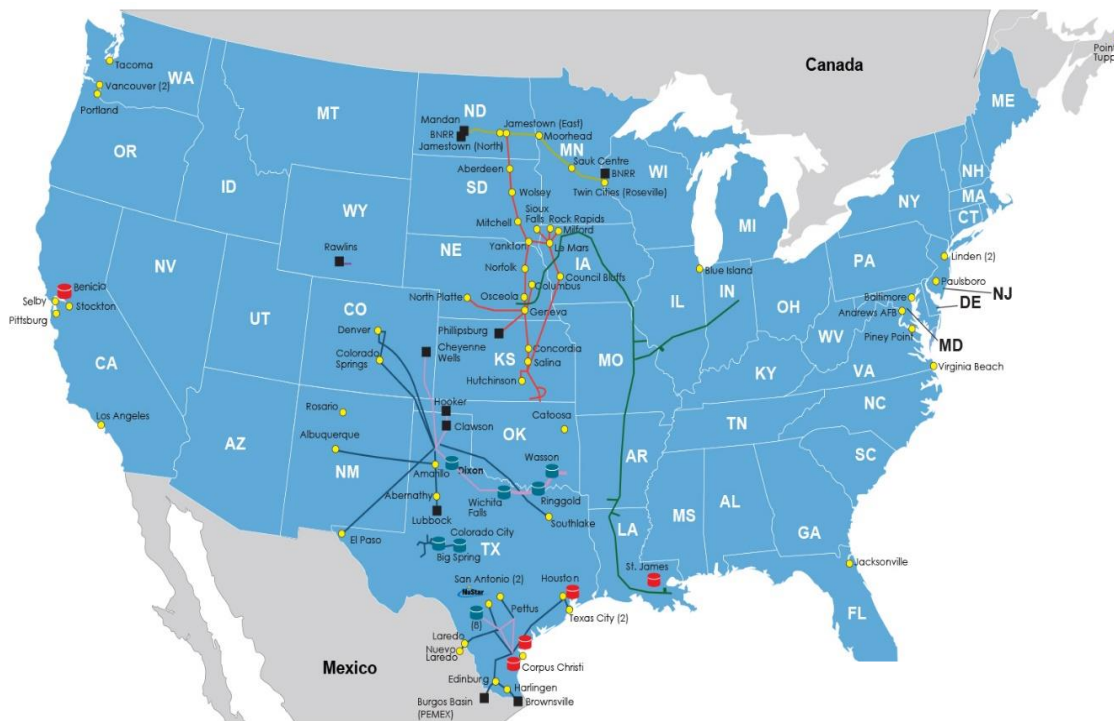 Canada
Point
Tupp
Tacoma
WA
Vancouver (2)
Portland
MT
ND
Mandan
BNRR
Jamestown (North)
Jamestown (East)
Moorhead
MN
Sauk Centre
BNRR
Twin Cities (Roseville)
WI
ME
NH
MA
CT
NY
MI
OR
ID
WY
Rawlins
SD
Aberdeen
Wolsey
Mitchell
Sioux
Falls
Rock Rapids
Milford
Le Mars
Yankton
NE
Norfolk
Columbus
Council Bluffs
IA
North Platte
Osceola
Geneva
Phillipsburg
Blue Island
IL
IN
OH
PA
Linden (2)
Paulsboro
NJ
DE
Baltimore
Andrews AFB
MD
Piney Point
WV
VA
Virginia Beach
NV
UT
CO
Benicia
Selby
Stockton
Pittsburg
CA
Los Angeles
Denver
Colorado
Springs
Cheyenne
Wells
KS
Concordia
Salina
Hutchinson
MO
KY
TN
NC
SC
AZ
NM
Rosario
Albuquerque
Hooker
Clawson
OK
Catoosa
Wasson
Dixon
Amarillo
Wichita
Falls
Ringgold
Abernathy
Lubbock
Southlake
El Paso
Colorado City
Big Spring
TX
AR
LA
MS
AL
GA
Jacksonville
FL
St. James
San Antonio (2)
NuStar
Pettus
(8)
Houston
Texas City (2)
Laredo
Nuevo
Laredo
Corpus Christi
Edinburg
Harlingen
Burgos Basin
(PEMEX)
Brownsville
Mexico